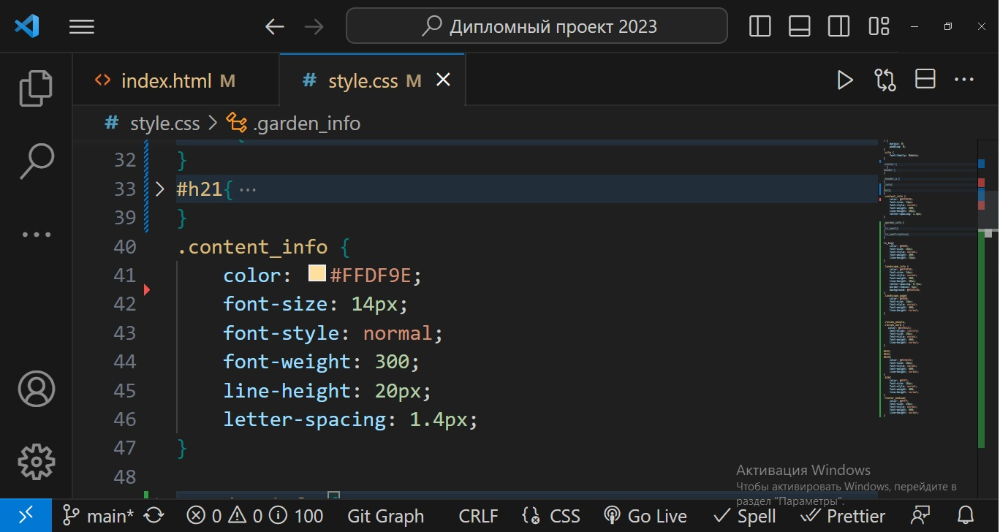 Дипломный проект 2023
index.html M
style.css M
style.css > .garden_info
32 }
33 #h21{ ···
39 }
40 .content_info {
41 color: #FFDF9E;
42 font-size: 14px;
43 font-style: normal;
44 font-weight: 300;
45 line-height: 20px;
46 letter-spacing: 1.4px;
47 }
48
Активация Windows
Чтобы активировать Windows, перейдите в
раздел "Параметры".
main* 0 0 100 Git Graph CRLF CSS Go Live Spell Prettier